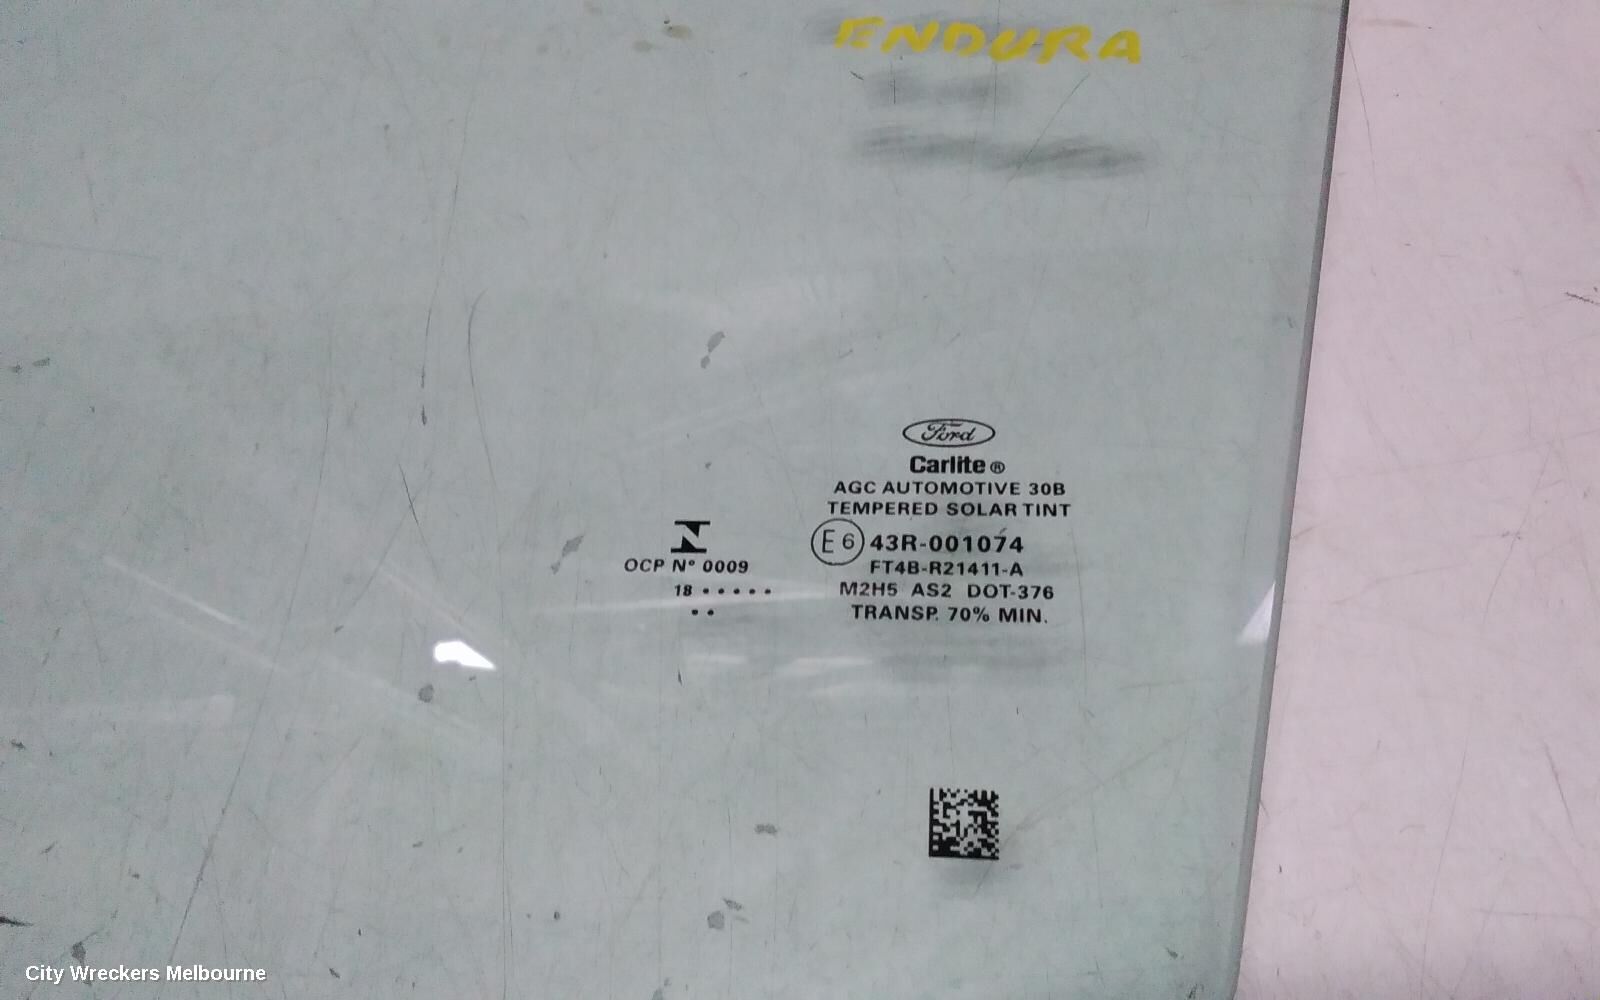 ENDURA
Ford
Carlite®
AGC AUTOMOTIVE 30B
TEMPERED SOLAR TINT
E6 43R-001074
FT4B-R21411-A
M2H5 AS2 DOT-376
TRANSP. 70% MIN.
N
OCP N° 0009
18 • • • • •
• •
City Wreckers Melbourne